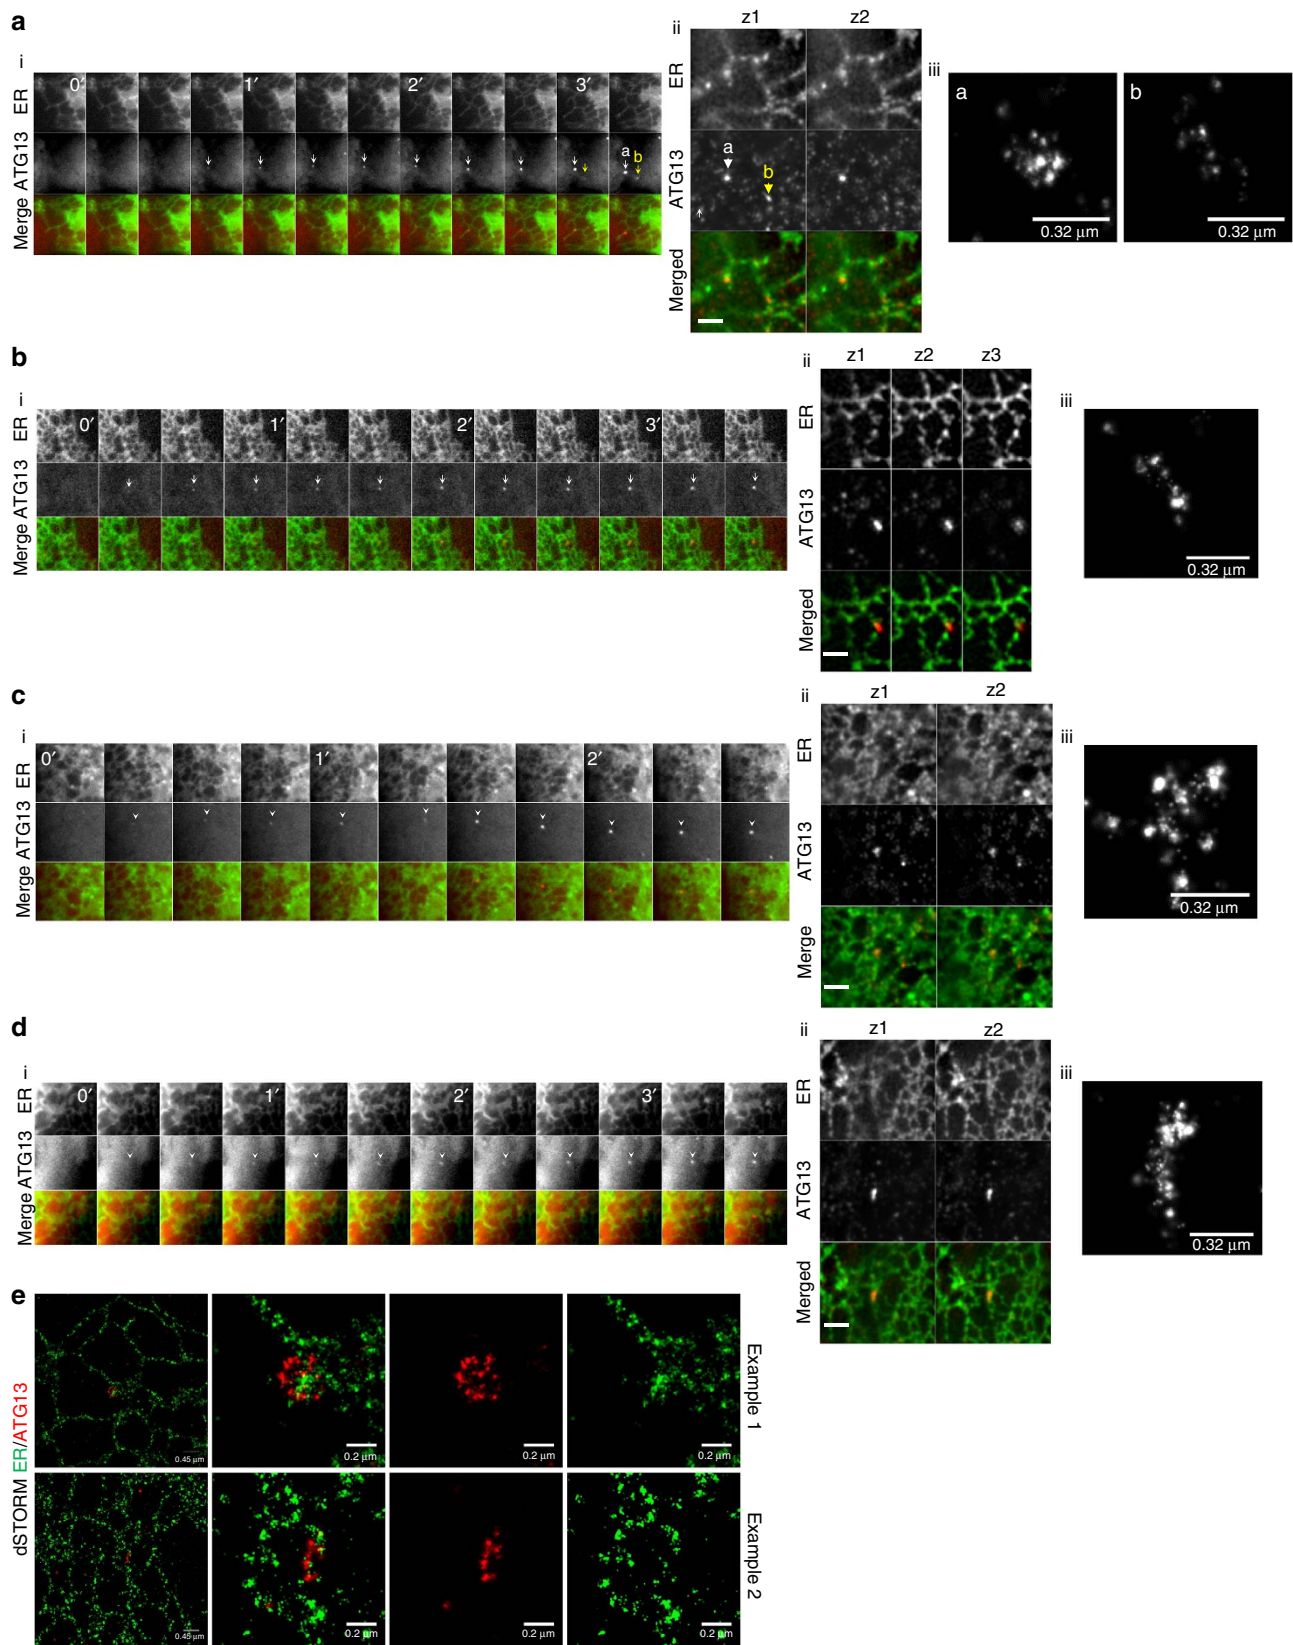 a
i
0′ 1′ 2′ 3′
ER
ATG13
Merge
a
b
ii
z1 z2
ER
ATG13
Merged
a
b
iii
a
0.32 μm
b
0.32 μm
b
i
0′ 1′ 2′ 3′
ER
ATG13
Merge
ii
z1 z2 z3
ER
ATG13
Merged
iii
0.32 μm
c
i
0′ 1′ 2′
ER
ATG13
Merge
ii
z1 z2
ER
ATG13
Merge
iii
0.32 μm
d
i
0′ 1′ 2′ 3′
ER
ATG13
Merge
ii
z1 z2
ER
ATG13
Merged
iii
0.32 μm
e
dSTORM ER/ATG13
0.45 μm
0.2 μm
0.2 μm
0.2 μm
Example 1
0.45 μm
0.2 μm
0.2 μm
0.2 μm
Example 2